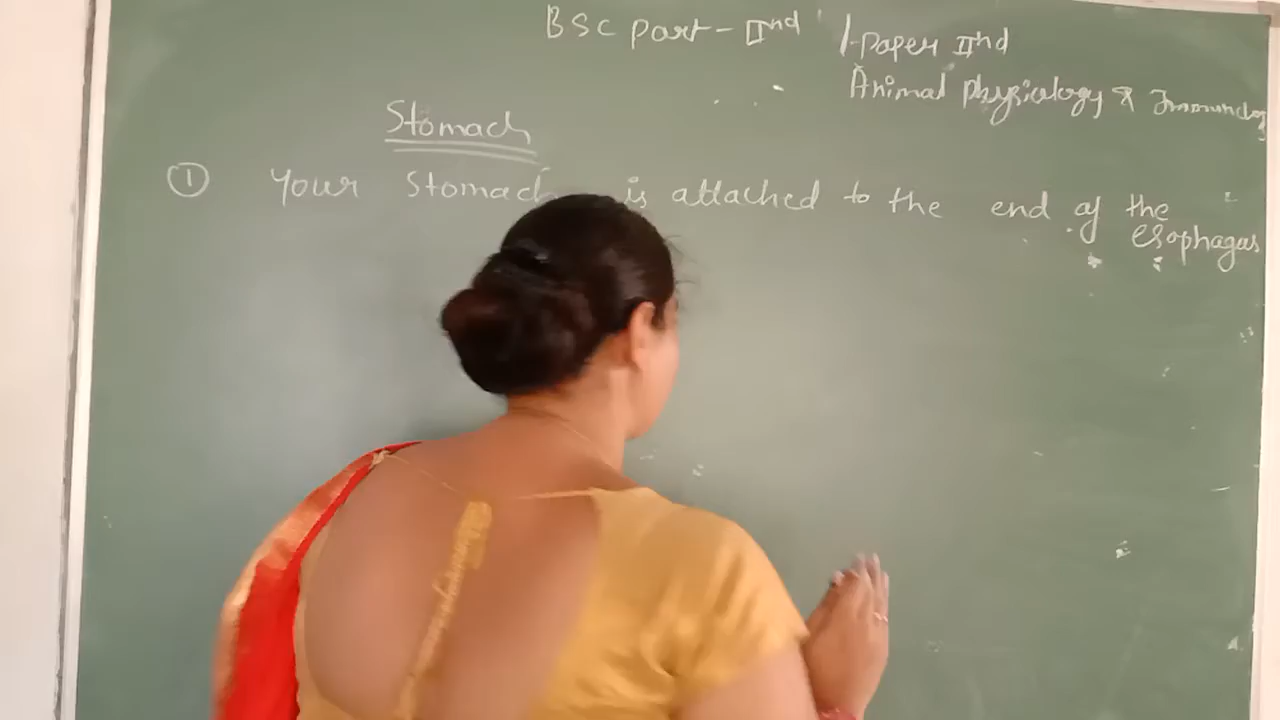 BSc part - IInd / paper IInd
Animal physiology &
Stomach
① Your Stomach is attached to the end of the
esophagus